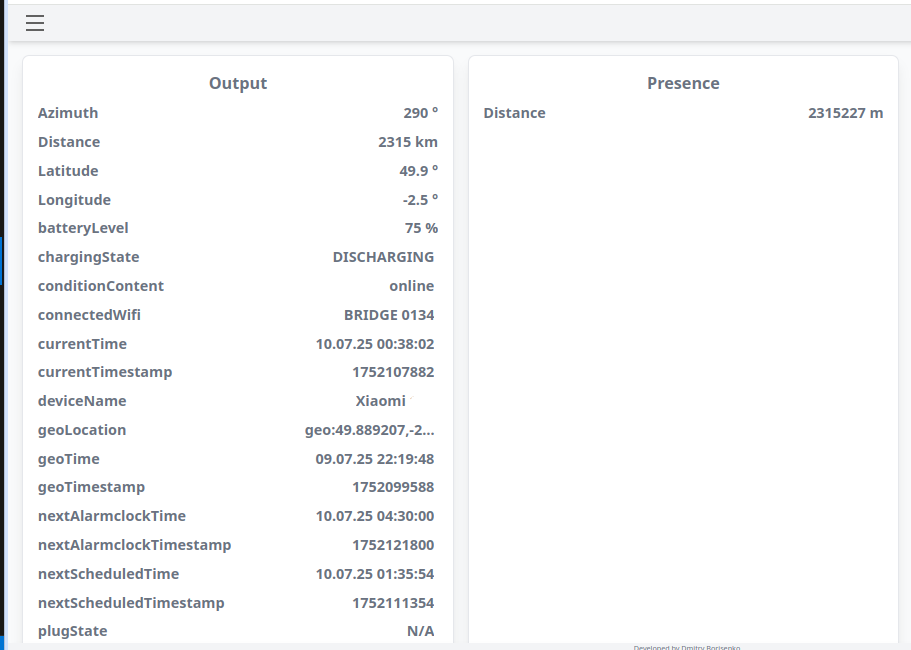 Output
Azimuth 290 °
Distance 2315 km
Latitude 49.9 °
Longitude -2.5 °
batteryLevel 75 %
chargingState DISCHARGING
conditionContent online
connectedWifi BRIDGE 0134
currentTime 10.07.25 00:38:02
currentTimestamp 1752107882
deviceName Xiaomi
geoLocation geo:49.889207,-2...
geoTime 09.07.25 22:19:48
geoTimestamp 1752099588
nextAlarmclockTime 10.07.25 04:30:00
nextAlarmclockTimestamp 1752121800
nextScheduledTime 10.07.25 01:35:54
nextScheduledTimestamp 1752111354
plugState N/A
Presence
Distance 2315227 m
Developed by Dmitry Borisenko